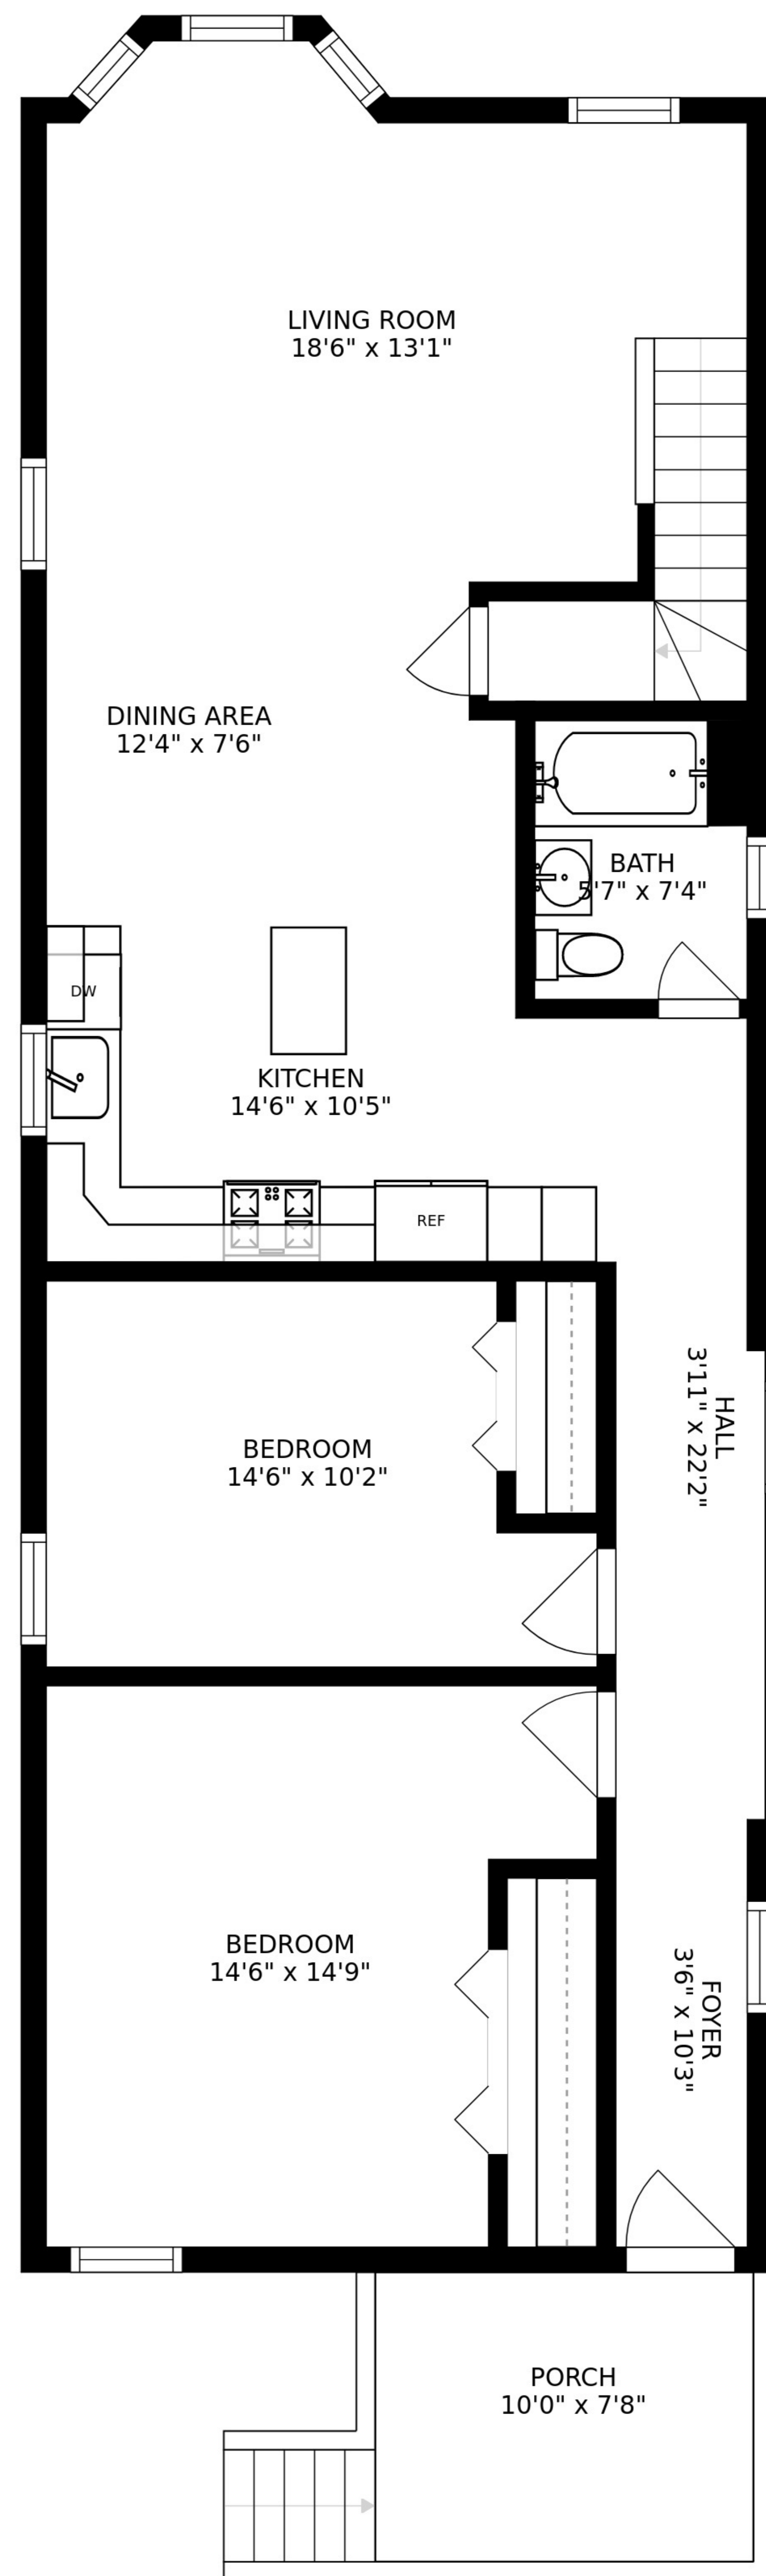 LIVING ROOM
18'6" x 13'1"
DINING AREA
12'4" x 7'6"
BATH
5'7" x 7'4"
DW
KITCHEN
14'6" x 10'5"
REF
HALL
3'11" x 22'2"
BEDROOM
14'6" x 10'2"
BEDROOM
14'6" x 14'9"
FOYER
3'6" x 10'3"
PORCH
10'0" x 7'8"